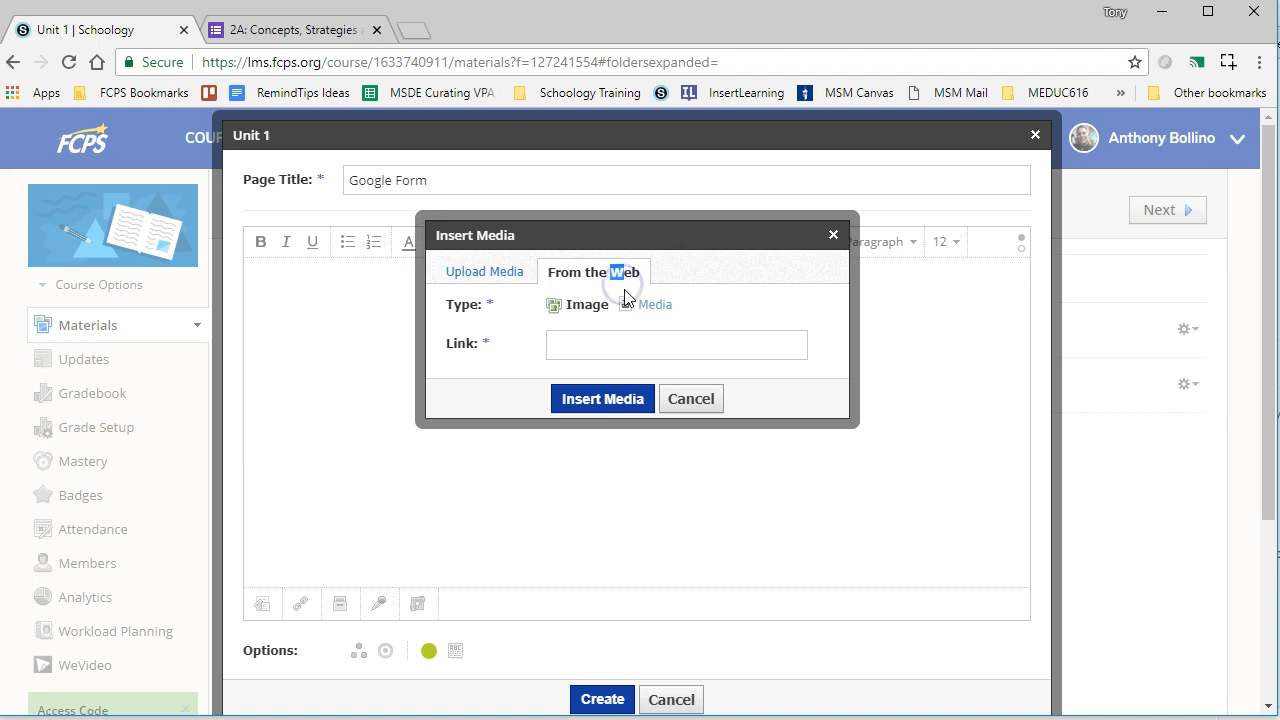 Tony
Unit 1 | Schoology
2A: Concepts, Strategies
Secure
https://lms.fcps.org/course/1633740911/materials?f=127241554#foldersexpanded=
Apps
FCPS Bookmarks
RemindTips Ideas
MSDE Curating VPA
Schoology Training
InsertLearning
MSM Canvas
MSM Mail
MEDUC616
»
Other bookmarks
FCPS
COU
Unit 1
Anthony Bollino
Page Title: *
Google Form
Next
B I U
A
Paragraph
12
Insert Media
Upload Media
From the Web
Type: *
Image
Media
Link: *
Insert Media
Cancel
Course Options
Materials
Updates
Gradebook
Grade Setup
Mastery
Badges
Attendance
Members
Analytics
Workload Planning
WeVideo
Access Code
Options:
ABC
Create
Cancel